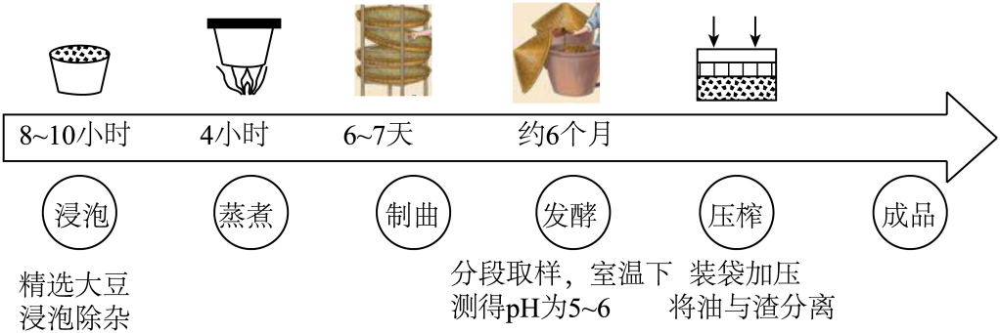 8~10小时
4小时
6~7天
约6个月
浸泡
蒸煮
制曲
发酵
压榨
成品
精选大豆
浸泡除杂
分段取样，室温下
测得pH为5~6
装袋加压
将油与渣分离